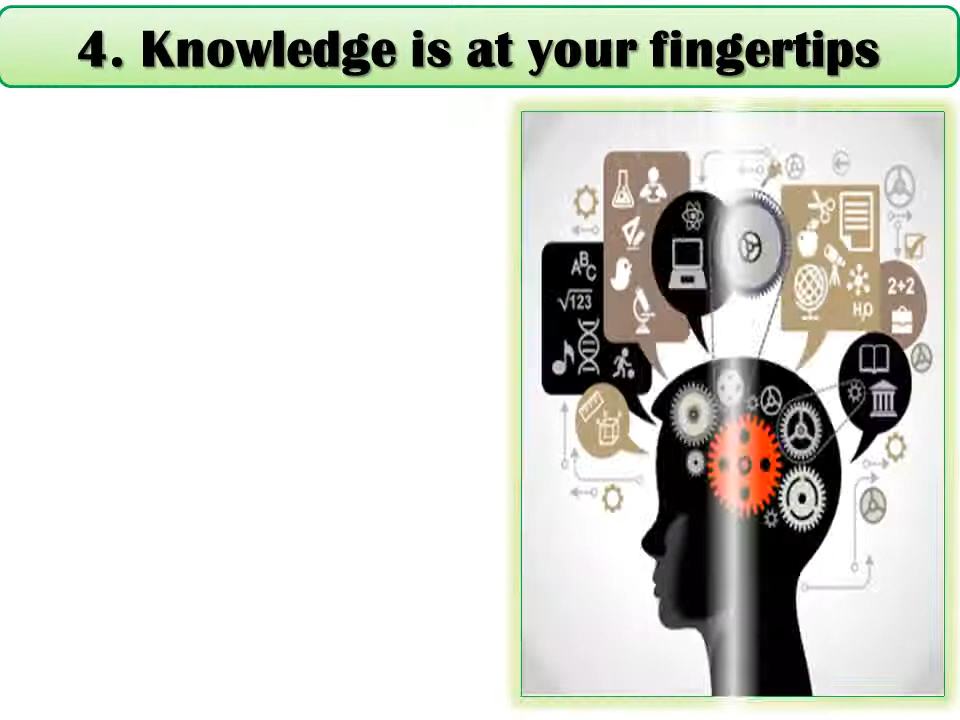 4. Knowledge is at your fingertips
ABC
√123
2+2
H₂O